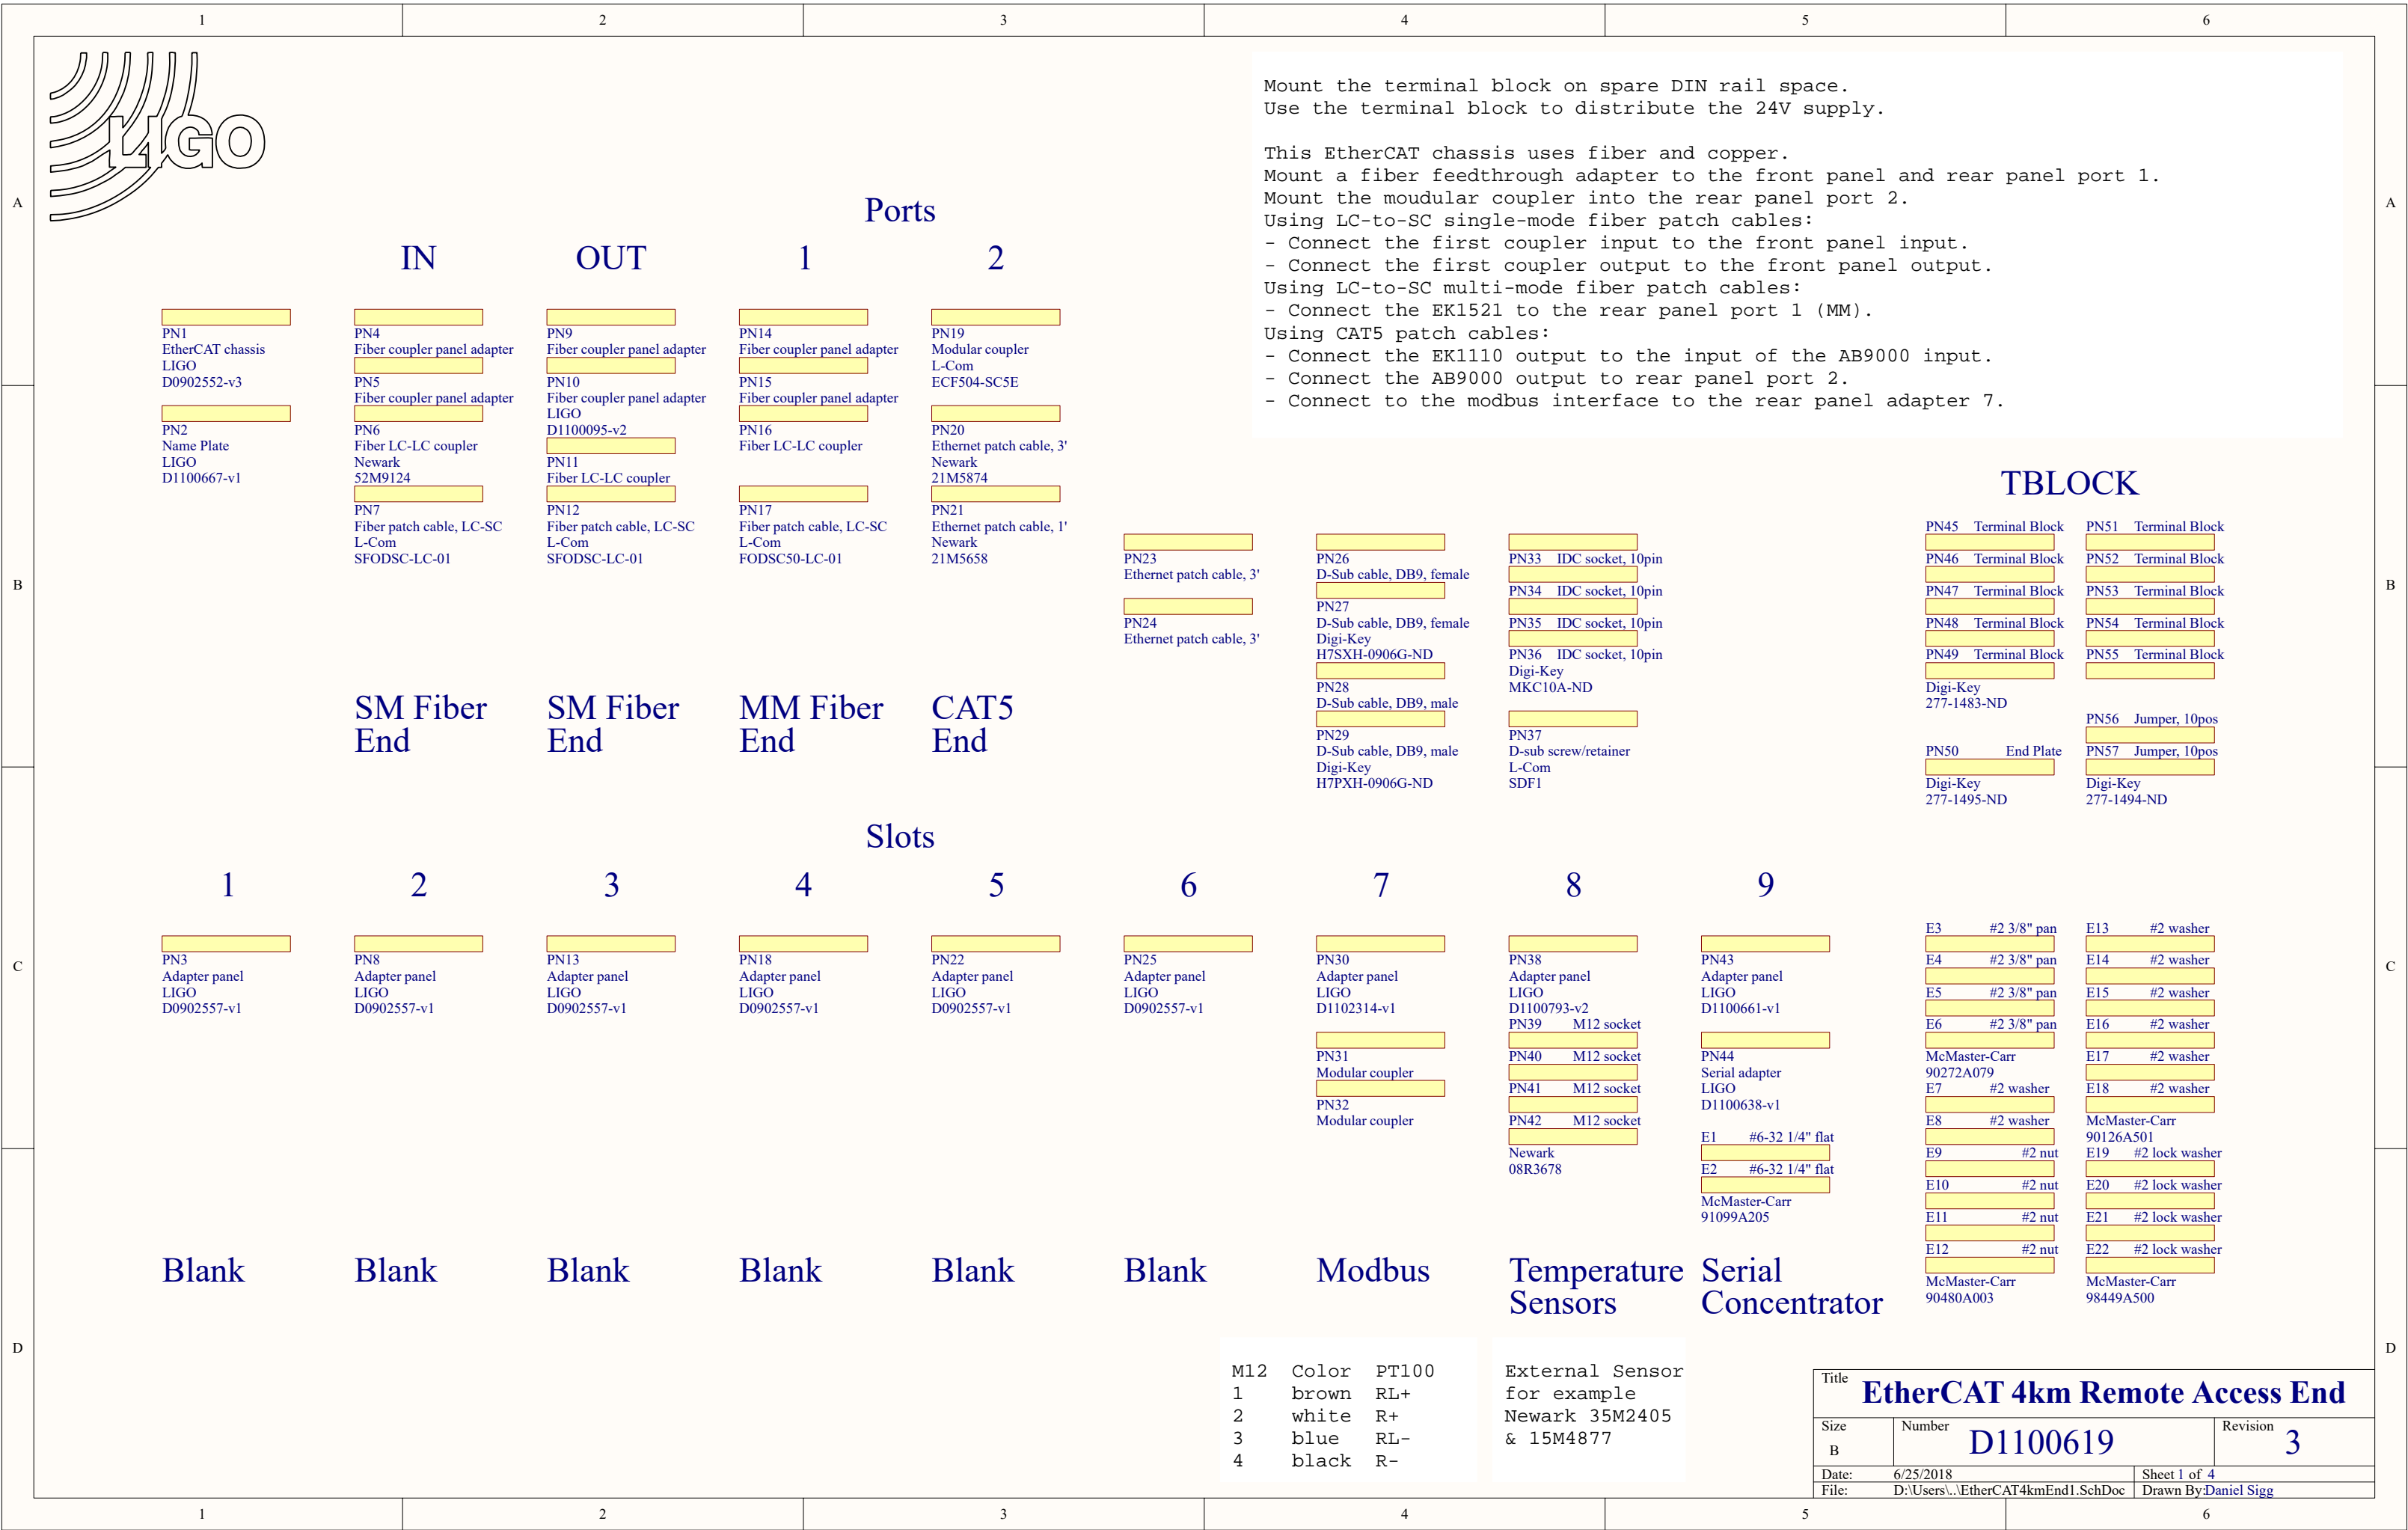 1 2 3 4 5 6
LIGO
Mount the terminal block on spare DIN rail space.
Use the terminal block to distribute the 24V supply.
This EtherCAT chassis uses fiber and copper.
Mount a fiber feedthrough adapter to the front panel and rear panel port 1.
Mount the moudular coupler into the rear panel port 2.
Using LC-to-SC single-mode fiber patch cables:
- Connect the first coupler input to the front panel input.
- Connect the first coupler output to the front panel output.
Using LC-to-SC multi-mode fiber patch cables:
- Connect the EK1521 to the rear panel port 1 (MM).
Using CAT5 patch cables:
- Connect the EK1110 output to the input of the AB9000 input.
- Connect the AB9000 output to rear panel port 2.
- Connect to the modbus interface to the rear panel adapter 7.
A A
Ports
IN OUT 1 2
PN1
EtherCAT chassis
LIGO
D0902552-v3
PN2
Name Plate
LIGO
D1100667-v1
PN4
Fiber coupler panel adapter
PN5
Fiber coupler panel adapter
PN6
Fiber LC-LC coupler
Newark
52M9124
PN7
Fiber patch cable, LC-SC
L-Com
SFODSC-LC-01
SM Fiber
End
PN9
Fiber coupler panel adapter
PN10
Fiber coupler panel adapter
LIGO
D1100095-v2
PN11
Fiber LC-LC coupler
PN12
Fiber patch cable, LC-SC
L-Com
SFODSC-LC-01
SM Fiber
End
PN14
Fiber coupler panel adapter
PN15
Fiber coupler panel adapter
PN16
Fiber LC-LC coupler
PN17
Fiber patch cable, LC-SC
L-Com
FODSC50-LC-01
MM Fiber
End
PN19
Modular coupler
L-Com
ECF504-SC5E
PN20
Ethernet patch cable, 3'
Newark
21M5874
PN21
Ethernet patch cable, 1'
Newark
21M5658
CAT5
End
PN23
Ethernet patch cable, 3'
PN24
Ethernet patch cable, 3'
PN26
D-Sub cable, DB9, female
PN27
D-Sub cable, DB9, female
Digi-Key
H7SXH-0906G-ND
PN28
D-Sub cable, DB9, male
PN29
D-Sub cable, DB9, male
Digi-Key
H7PXH-0906G-ND
PN33 IDC socket, 10pin
PN34 IDC socket, 10pin
PN35 IDC socket, 10pin
PN36 IDC socket, 10pin
Digi-Key
MKC10A-ND
PN37
D-sub screw/retainer
L-Com
SDF1
TBLOCK
PN45 Terminal Block
PN46 Terminal Block
PN47 Terminal Block
PN48 Terminal Block
PN49 Terminal Block
Digi-Key
277-1483-ND
PN50 End Plate
Digi-Key
277-1495-ND
PN51 Terminal Block
PN52 Terminal Block
PN53 Terminal Block
PN54 Terminal Block
PN55 Terminal Block
PN56 Jumper, 10pos
PN57 Jumper, 10pos
Digi-Key
277-1494-ND
B B
Slots
1 2 3 4 5 6 7 8 9
PN3
Adapter panel
LIGO
D0902557-v1
Blank
PN8
Adapter panel
LIGO
D0902557-v1
Blank
PN13
Adapter panel
LIGO
D0902557-v1
Blank
PN18
Adapter panel
LIGO
D0902557-v1
Blank
PN22
Adapter panel
LIGO
D0902557-v1
Blank
PN25
Adapter panel
LIGO
D0902557-v1
Blank
PN30
Adapter panel
LIGO
D1102314-v1
PN31
Modular coupler
PN32
Modular coupler
Modbus
PN38
Adapter panel
LIGO
D1100793-v2
PN39 M12 socket
PN40 M12 socket
PN41 M12 socket
PN42 M12 socket
Newark
08R3678
Temperature
Sensors
PN43
Adapter panel
LIGO
D1100661-v1
PN44
Serial adapter
LIGO
D1100638-v1
E1 #6-32 1/4" flat
E2 #6-32 1/4" flat
McMaster-Carr
91099A205
Serial
Concentrator
E3 #2 3/8" pan
E4 #2 3/8" pan
E5 #2 3/8" pan
E6 #2 3/8" pan
McMaster-Carr
90272A079
E7 #2 washer
E8 #2 washer
E9 #2 nut
E10 #2 nut
E11 #2 nut
E12 #2 nut
McMaster-Carr
90480A003
E13 #2 washer
E14 #2 washer
E15 #2 washer
E16 #2 washer
E17 #2 washer
E18 #2 washer
McMaster-Carr
90126A501
E19 #2 lock washer
E20 #2 lock washer
E21 #2 lock washer
E22 #2 lock washer
McMaster-Carr
98449A500
C C
M12 Color PT100
1 brown RL+
2 white R+
3 blue RL-
4 black R-
External Sensor
for example
Newark 35M2405
& 15M4877
D D
Title
EtherCAT 4km Remote Access End
Size
B
Number
D1100619
Revision
3
Date: 6/25/2018
Sheet 1 of 4
File: D:\Users\..\EtherCAT4kmEnd1.SchDoc
Drawn By:Daniel Sigg
1 2 3 4 5 6